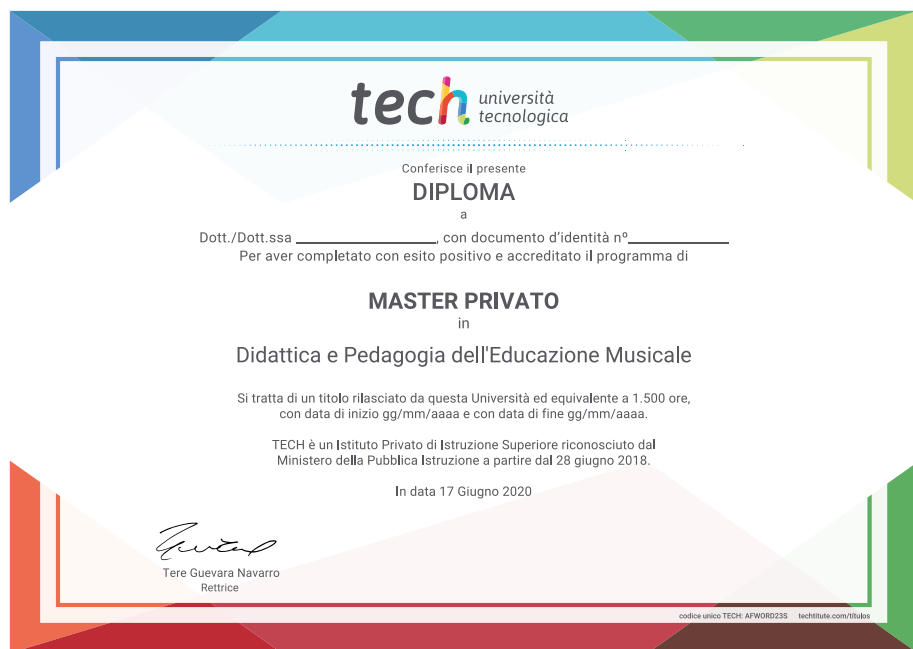 tech università
tecnologica
Conferisce il presente
DIPLOMA
a
Dott./Dott.ssa ________________, con documento d'identità nº____________
Per aver completato con esito positivo e accreditato il programma di
MASTER PRIVATO
in
Didattica e Pedagogia dell'Educazione Musicale
Si tratta di un titolo rilasciato da questa Università ed equivalente a 1.500 ore,
con data di inizio gg/mm/aaaa e con data di fine gg/mm/aaaa.
TECH è un Istituto Privato di Istruzione Superiore riconosciuto dal
Ministero della Pubblica Istruzione a partire dal 28 giugno 2018.
In data 17 Giugno 2020
Tere Guevara Navarro
Rettrice
codice unico TECH: AFWORD23S techtitute.com/títulos